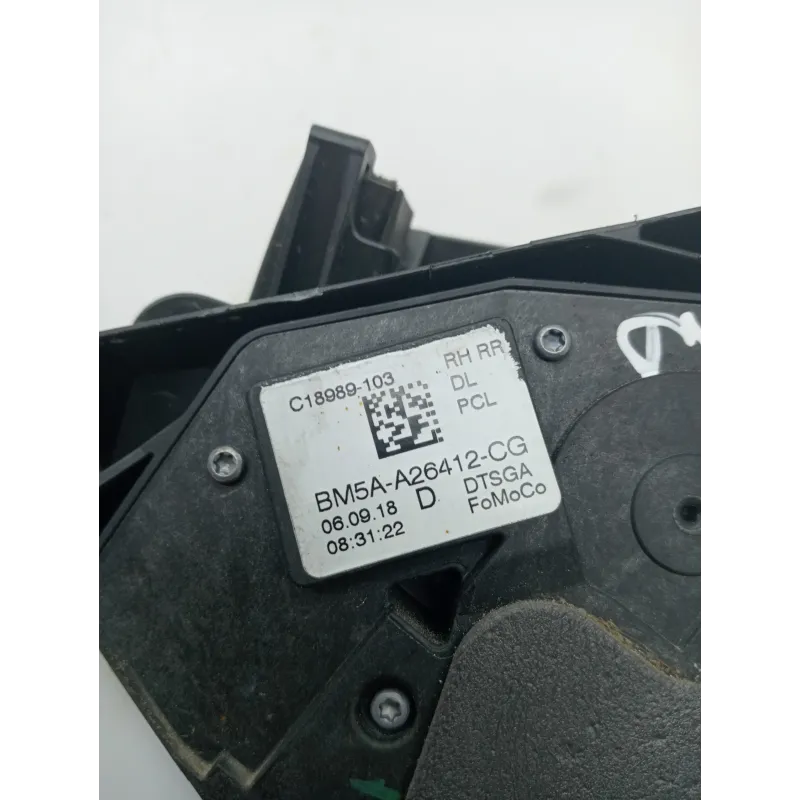 C18989-103
RH RR
DL
PCL
BM5A-A26412-CG
06.09.18 D DTSGA
08:31:22 FoMoCo